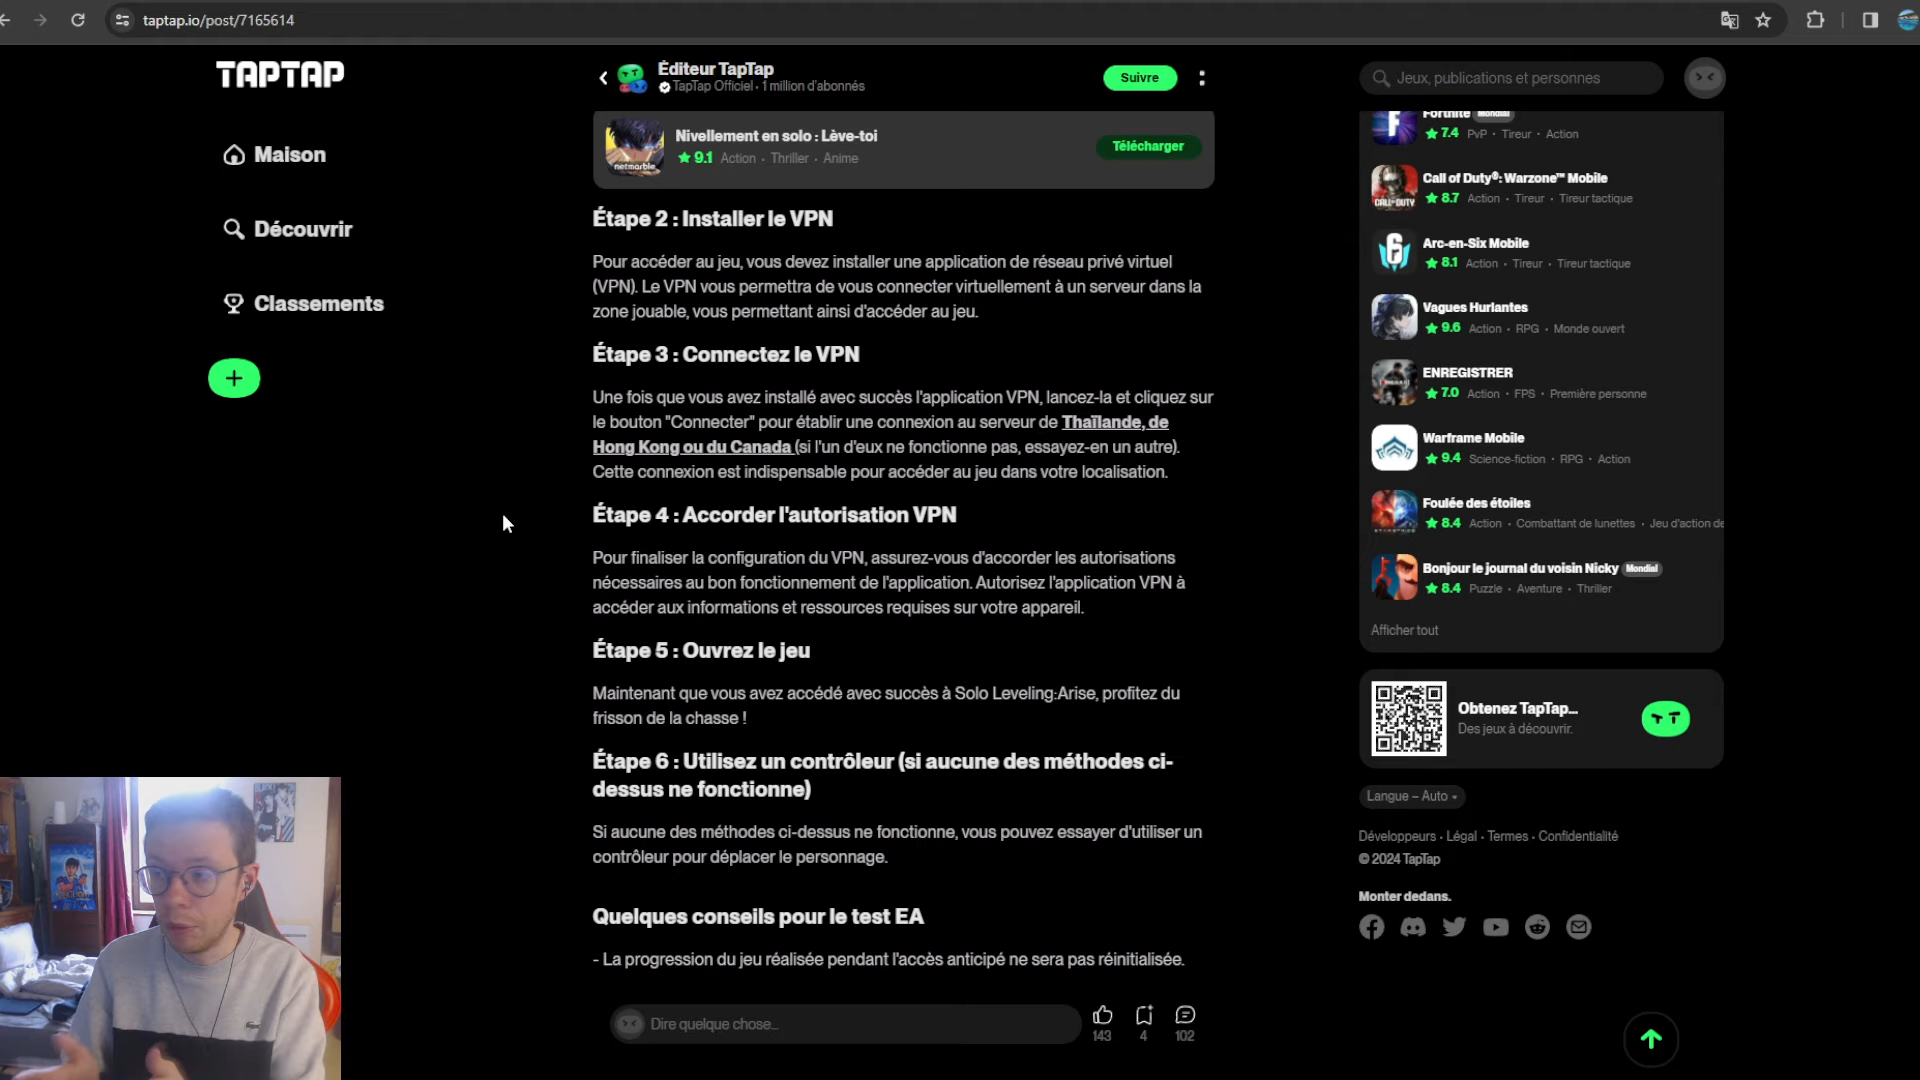 taptap.io/post/7165614
TAPTAP
Maison
Découvrir
Classements
Éditeur TapTap
TapTap Officiel · 1 million d'abonnés
Suivre
netmarble
Nivellement en solo : Lève-toi
9.1 Action · Thriller · Anime
Télécharger
Étape 2 : Installer le VPN
Pour accéder au jeu, vous devez installer une application de réseau privé virtuel
(VPN). Le VPN vous permettra de vous connecter virtuellement à un serveur dans la
zone jouable, vous permettant ainsi d'accéder au jeu.
Étape 3 : Connectez le VPN
Une fois que vous avez installé avec succès l'application VPN, lancez-la et cliquez sur
le bouton "Connecter" pour établir une connexion au serveur de Thaïlande, de
Hong Kong ou du Canada (si l'un d'eux ne fonctionne pas, essayez-en un autre).
Cette connexion est indispensable pour accéder au jeu dans votre localisation.
Étape 4 : Accorder l'autorisation VPN
Pour finaliser la configuration du VPN, assurez-vous d'accorder les autorisations
nécessaires au bon fonctionnement de l'application. Autorisez l'application VPN à
accéder aux informations et ressources requises sur votre appareil.
Étape 5 : Ouvrez le jeu
Maintenant que vous avez accédé avec succès à Solo Leveling:Arise, profitez du
frisson de la chasse !
Étape 6 : Utilisez un contrôleur (si aucune des méthodes ci-
dessus ne fonctionne)
Si aucune des méthodes ci-dessus ne fonctionne, vous pouvez essayer d'utiliser un
contrôleur pour déplacer le personnage.
Quelques conseils pour le test EA
- La progression du jeu réalisée pendant l'accès anticipé ne sera pas réinitialisée.
Dire quelque chose...
143
4
102
Jeux, publications et personnes
Fortnite Mondial
7.4 PvP · Tireur · Action
Call of Duty®: Warzone™ Mobile
8.7 Action · Tireur · Tireur tactique
Arc-en-Six Mobile
8.1 Action · Tireur · Tireur tactique
Vagues Hurlantes
9.6 Action · RPG · Monde ouvert
ENREGISTRER
7.0 Action · FPS · Première personne
Warframe Mobile
9.4 Science-fiction · RPG · Action
Foulée des étoiles
8.4 Action · Combattant de lunettes · Jeu d'action de
Bonjour le journal du voisin Nicky Mondial
8.4 Puzzle · Aventure · Thriller
Afficher tout
Obtenez TapTap...
Des jeux à découvrir.
Langue – Auto
Développeurs · Légal · Termes · Confidentialité
© 2024 TapTap
Monter dedans.